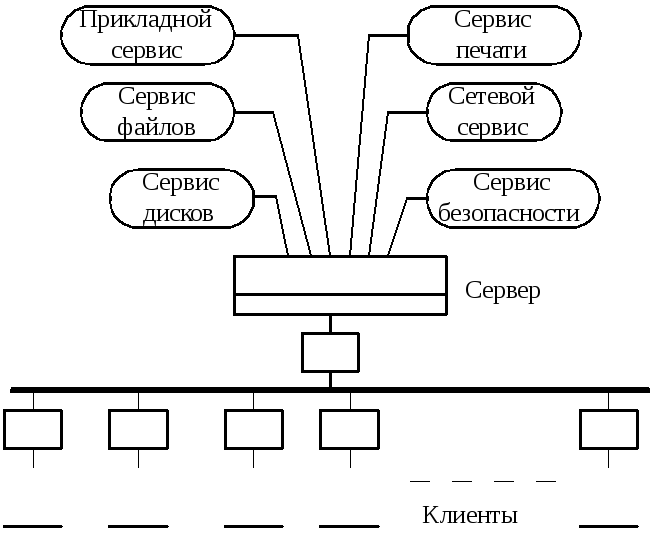 Прикладной
сервис
Сервис
печати
Сервис
файлов
Сетевой
сервис
Сервис
дисков
Сервис
безопасности
Сервер
Клиенты